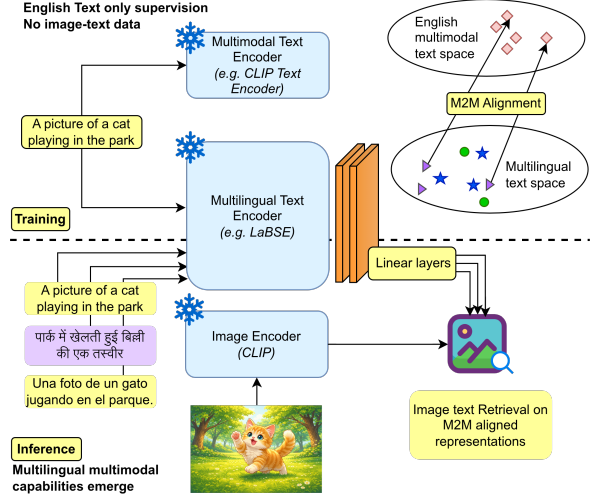 English Text only supervision
No image-text data
Multimodal Text
Encoder
(e.g. CLIP Text
Encoder)
English
multimodal
text space
M2M Alignment
A picture of a cat
playing in the park
Multilingual Text
Encoder
(e.g. LaBSE)
Multilingual
text space
Training
Linear layers
A picture of a cat
playing in the park
पार्क में खेलती हुई बिल्ली
की एक तस्वीर
Una foto de un gato
jugando en el parque.
Image Encoder
(CLIP)
Image text Retrieval on
M2M aligned
representations
Inference
Multilingual multimodal
capabilities emerge